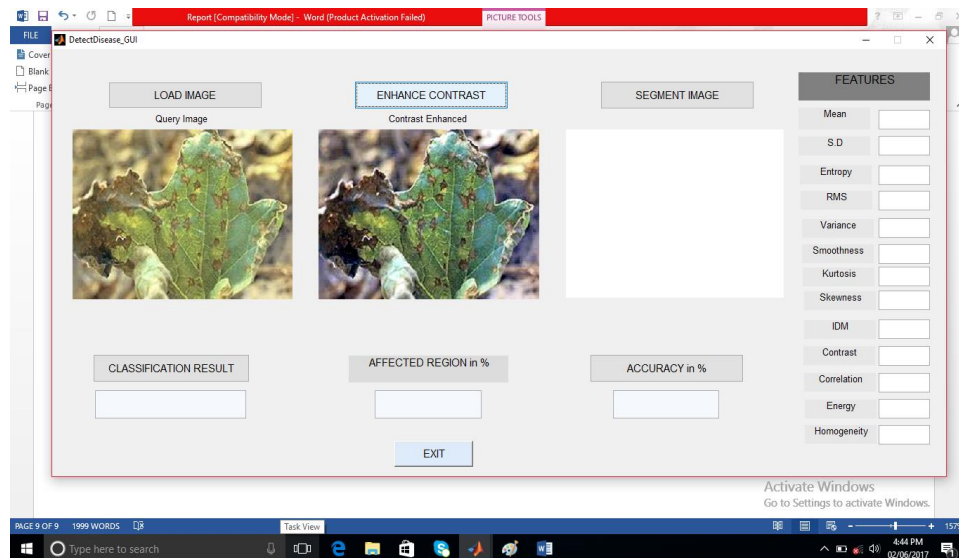 Report [Compatibility Mode] - Word (Product Activation Failed)
PICTURE TOOLS
FILE
DetectDisease_GUI
Cover
Blank
Page
LOAD IMAGE
ENHANCE CONTRAST
SEGMENT IMAGE
FEATURES
Query Image
Contrast Enhanced
Mean
S.D
Entropy
RMS
Variance
Smoothness
Kurtosis
Skewness
IDM
Contrast
Correlation
Energy
Homogeneity
CLASSIFICATION RESULT
AFFECTED REGION in %
ACCURACY in %
EXIT
Activate Windows
Go to Settings to activate Windows.
PAGE 9 OF 9 1999 WORDS
Task View
Type here to search
4:44 PM
02/06/2017